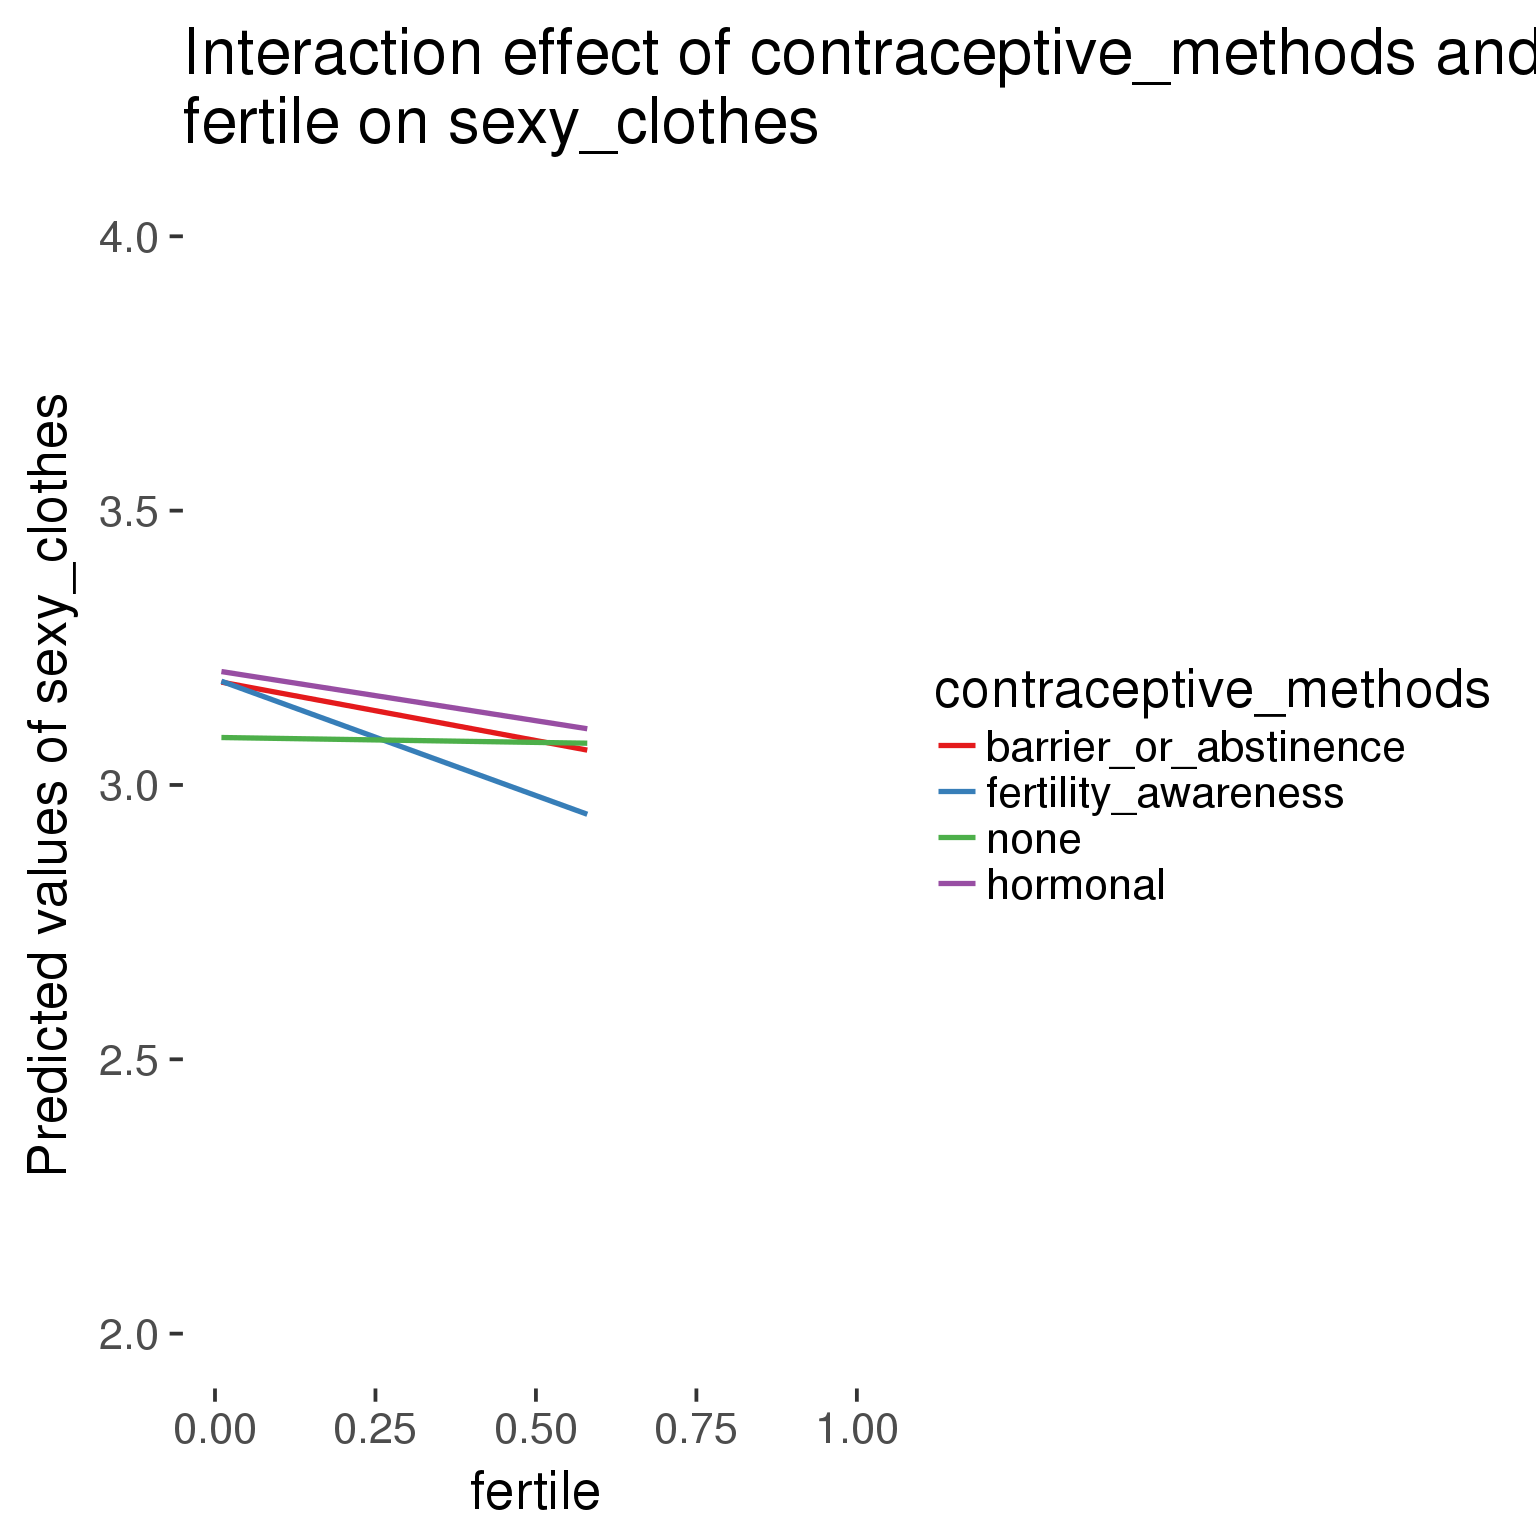 Interaction effect of contraceptive_methods and
fertile on sexy_clothes
4.0
3.5
3.0
2.5
2.0
Predicted values of sexy_clothes
0.00 0.25 0.50 0.75 1.00
fertile
contraceptive_methods
barrier_or_abstinence
fertility_awareness
none
hormonal